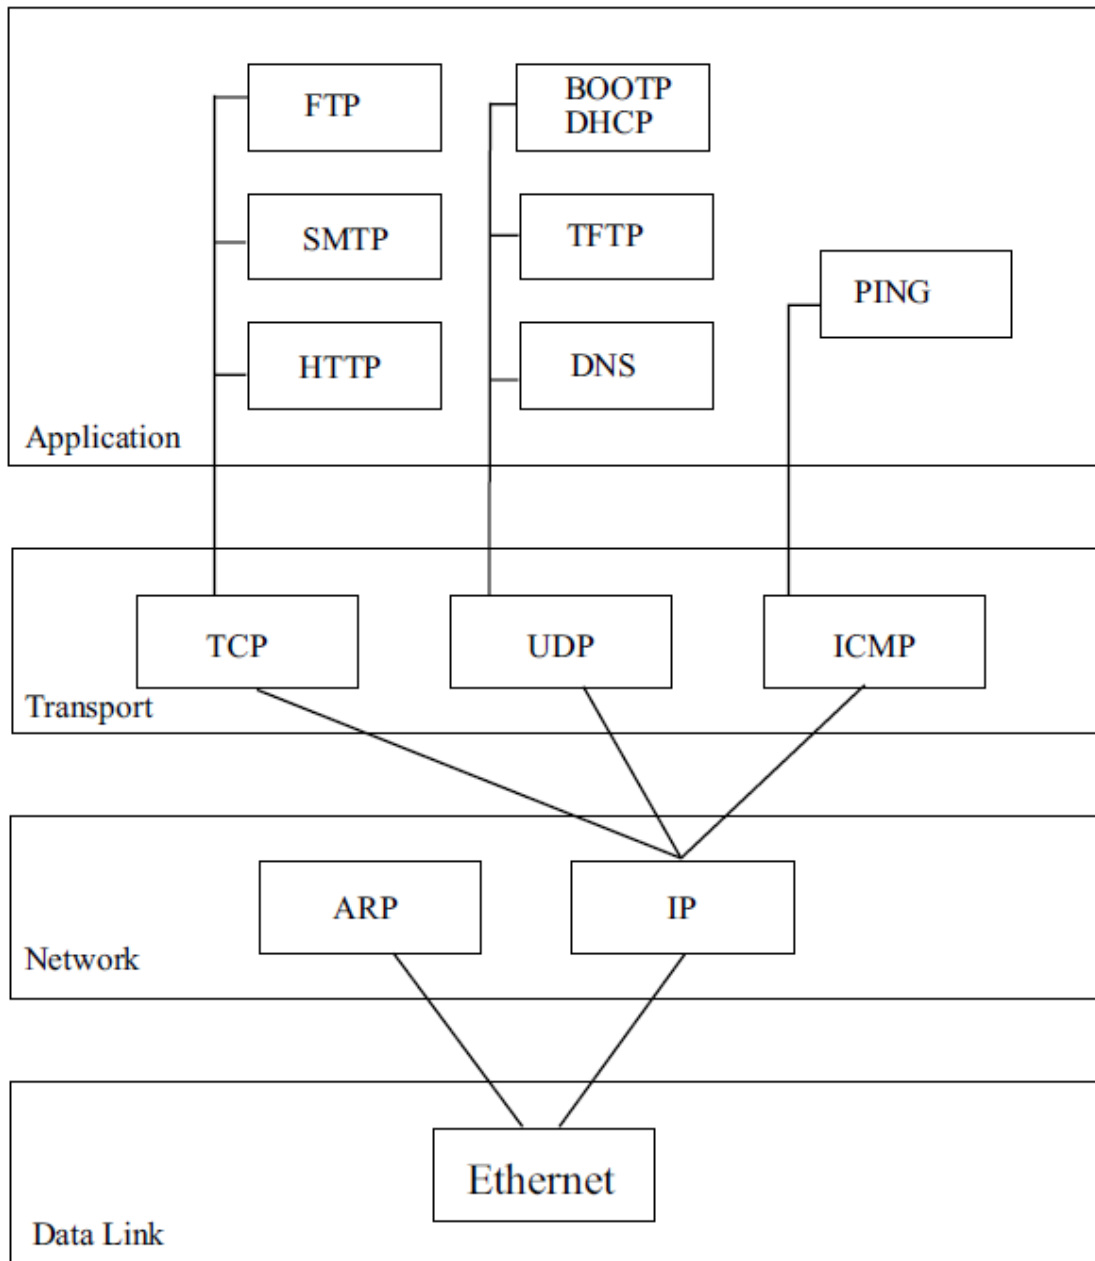 FTP
BOOTP
DHCP
SMTP
TFTP
PING
HTTP
DNS
Application
TCP
UDP
ICMP
Transport
ARP
IP
Network
Ethernet
Data Link